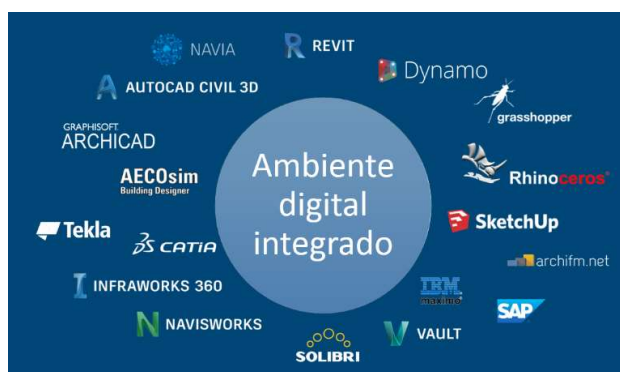 NAVIA
REVIT
Dynamo
AUTOCAD CIVIL 3D
grasshopper
GRAPHISOFT
ARCHICAD
AECOsim
Building Designer
Ambiente
digital
integrado
Rhinoceros
Tekla
CATIA
SketchUp
archifm.net
INFRAWORKS 360
IBM
maximo
SAP
NAVISWORKS
VAULT
SOLIBRI